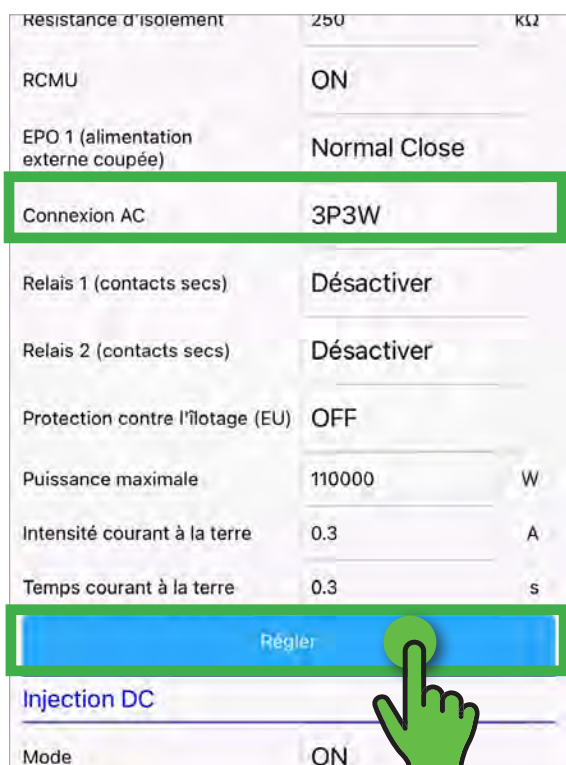 Résistance d'isolement 250 kΩ
RCMU ON
EPO 1 (alimentation
externe coupée) Normal Close
Connexion AC 3P3W
Relais 1 (contacts secs) Désactiver
Relais 2 (contacts secs) Désactiver
Protection contre l'îlotage (EU) OFF
Puissance maximale 110000 W
Intensité courant à la terre 0.3 A
Temps courant à la terre 0.3 s
Régler
Injection DC
Mode ON